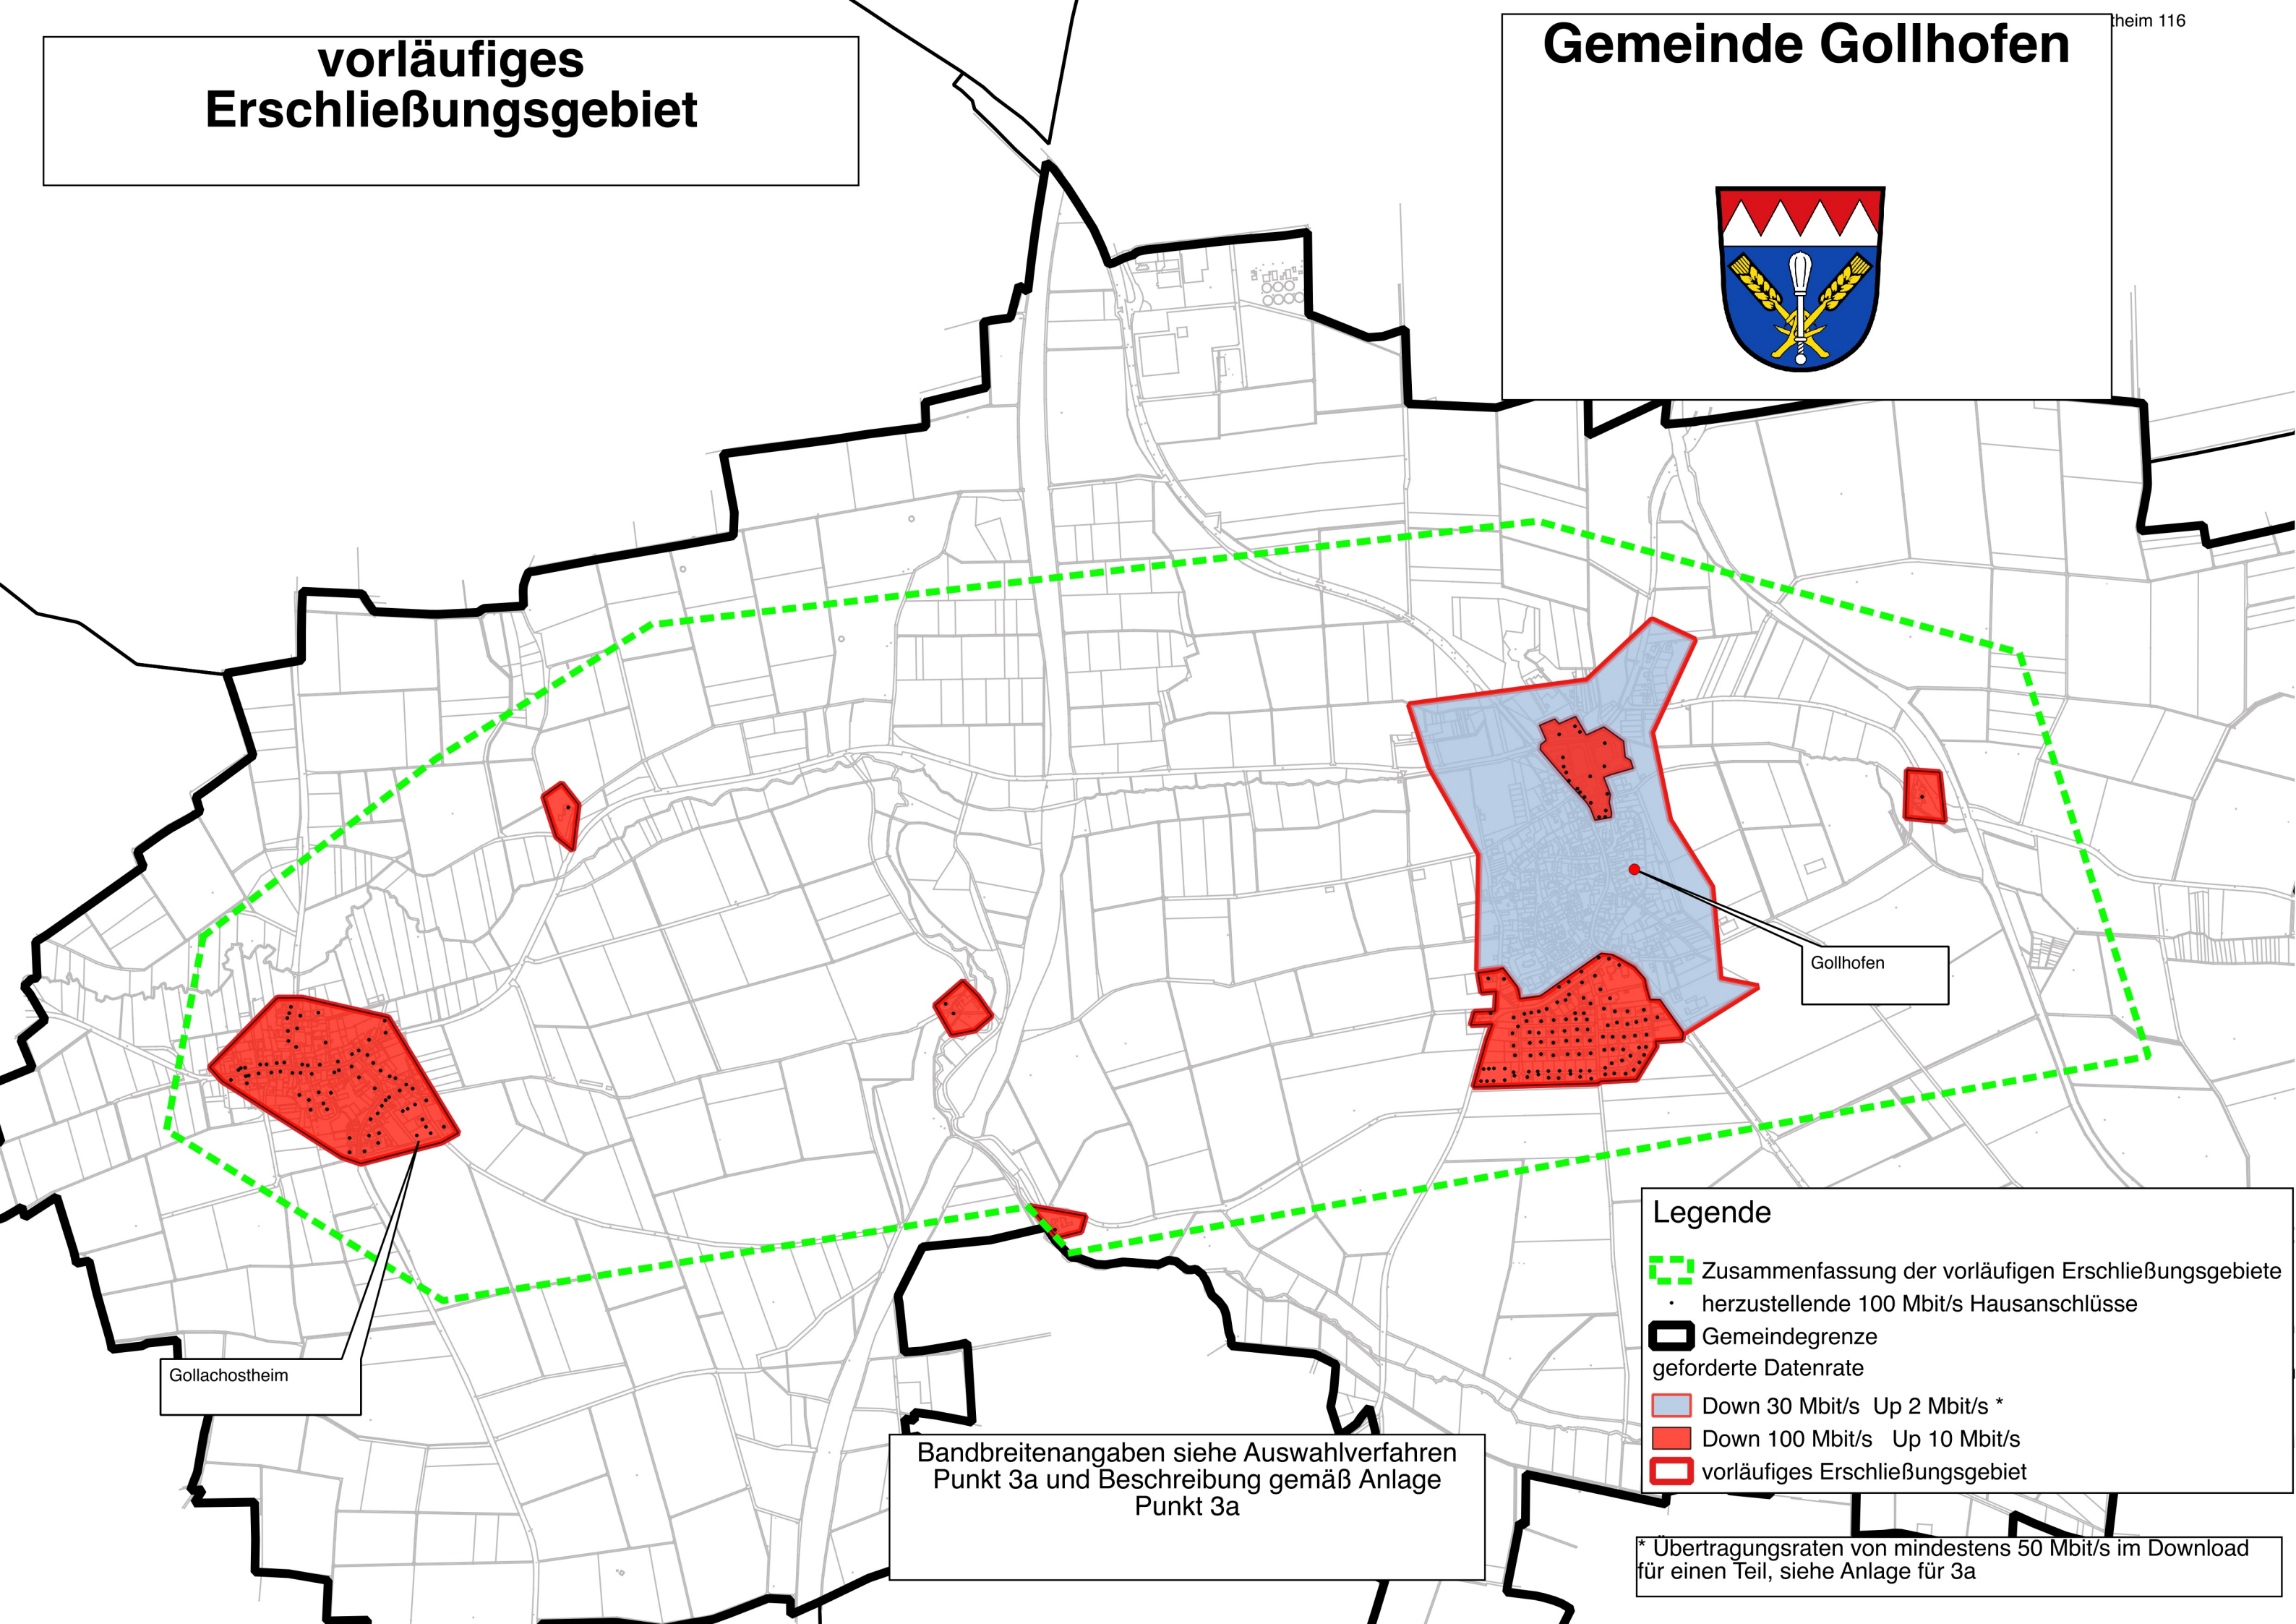 vorläufiges
Erschließungsgebiet
Gemeinde Gollhofen
theim 116
Gollhofen
Gollachostheim
Legende
Zusammenfassung der vorläufigen Erschließungsgebiete
herzustellende 100 Mbit/s Hausanschlüsse
Gemeindegrenze
geforderte Datenrate
Down 30 Mbit/s Up 2 Mbit/s *
Down 100 Mbit/s Up 10 Mbit/s
vorläufiges Erschließungsgebiet
Bandbreitenangaben siehe Auswahlverfahren
Punkt 3a und Beschreibung gemäß Anlage
Punkt 3a
* Übertragungsraten von mindestens 50 Mbit/s im Download
für einen Teil, siehe Anlage für 3a